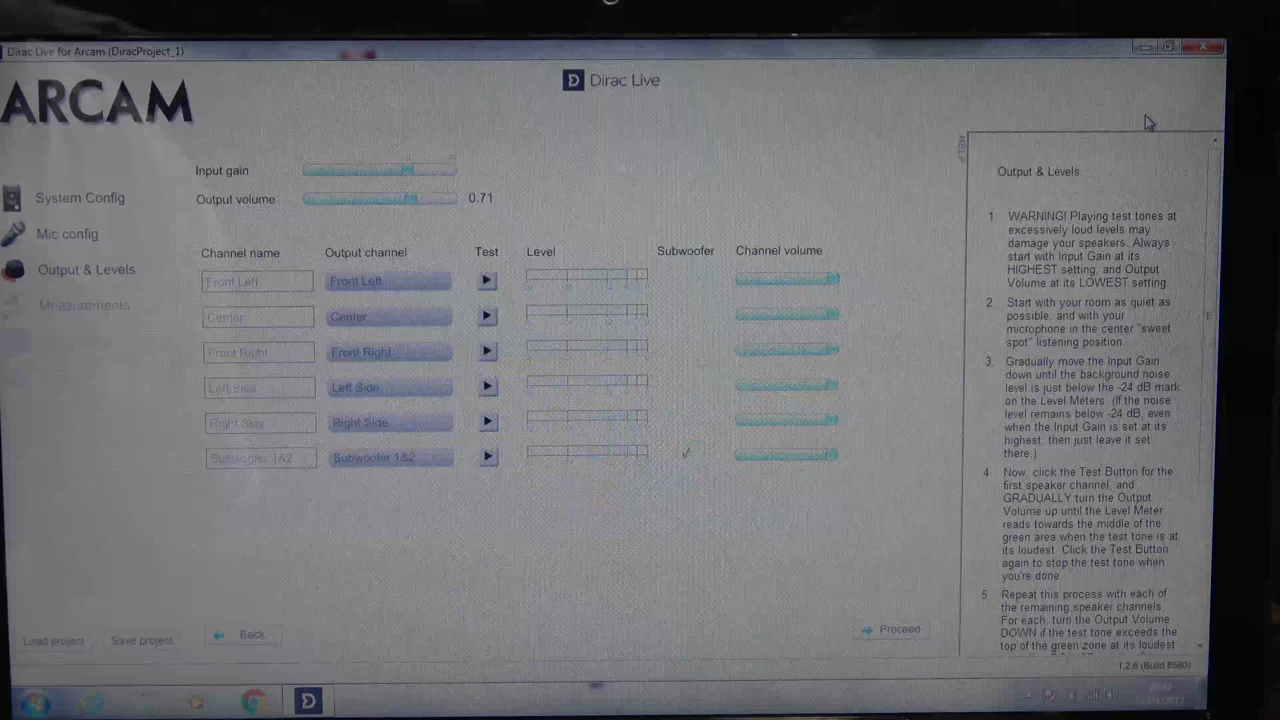 Dirac Live for Arcam (DiracProject_1)
ARCAM
Dirac Live
HELP
Input gain
Output volume 0.71
System Config
Mic config
Output & Levels
Measurements
Channel name Output channel Test Level Subwoofer Channel volume
Front Left Front Left
Center Center
Front Right Front Right
Left Side Left Side
Right Side Right Side
Subwoofer 1&2 Subwoofer 1&2
Load project Save project Back Proceed
Output & Levels
1 WARNING! Playing test tones at
excessively loud levels may
damage your speakers. Always
start with Input Gain at its
HIGHEST setting, and Output
Volume at its LOWEST setting.
2 Start with your room as quiet as
possible, and with your
microphone in the center "sweet
spot" listening position.
3. Gradually move the Input Gain
down until the background noise
level is just below the -24 dB mark
on the Level Meters. (If the noise
level remains below -24 dB, even
when the Input Gain is set at its
highest, then just leave it set
there.)
4 Now, click the Test Button for the
first speaker channel, and
GRADUALLY turn the Output
Volume up until the Level Meter
reads towards the middle of the
green area when the test tone is at
its loudest. Click the Test Button
again to stop the test tone when
you're done.
5 Repeat this process with each of
the remaining speaker channels.
For each, turn the Output Volume
DOWN if the test tone exceeds the
top of the green zone at its loudest
1.2.6 (Build 8580)